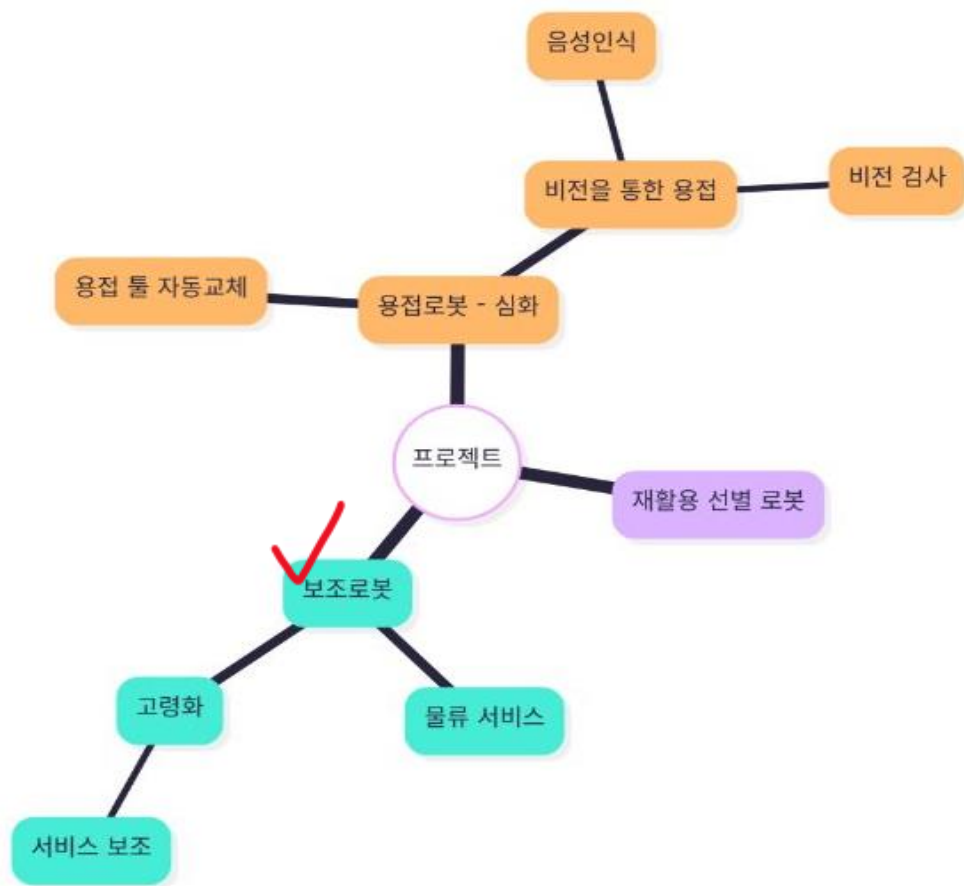 음성인식
비전을 통한 용접
비전 검사
용접 툴 자동교체
용접로봇 - 심화
프로젝트
재활용 선별 로봇
보조로봇
고령화
물류 서비스
서비스 보조